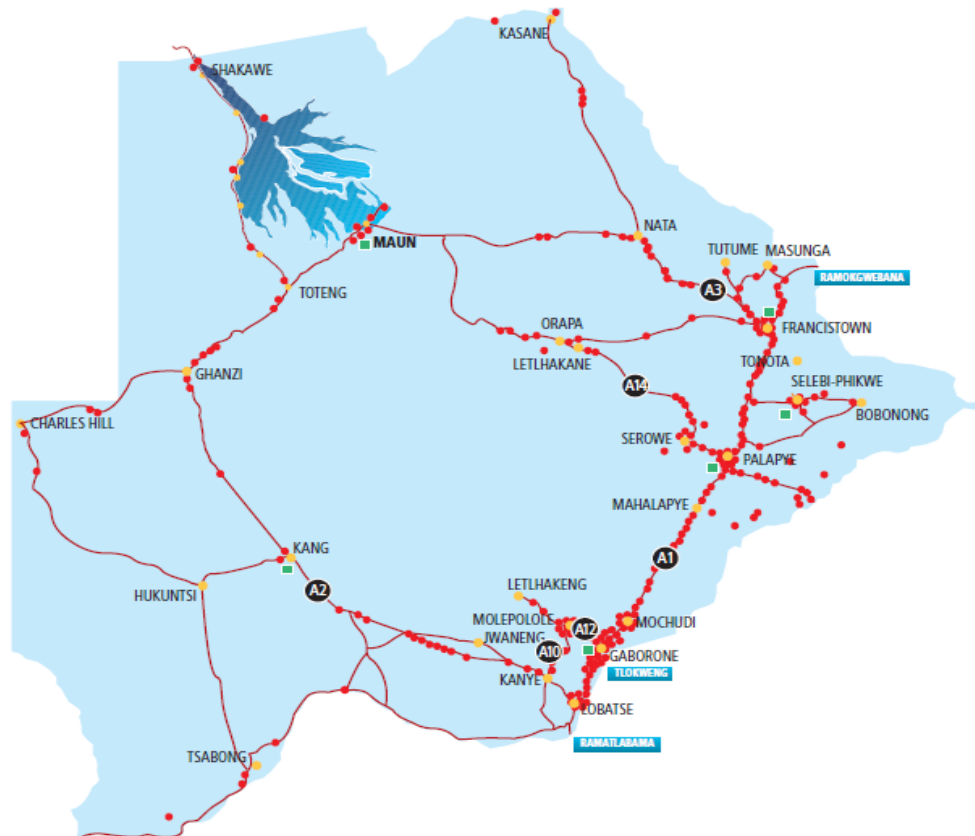 KASANE
SHAKAWE
NATA
MAUN
TUTUME
MASUNGA
RAMOKGWEBANA
A3
TOTENG
ORAPA
FRANCISTOWN
LETLHAKANE
TONOTA
GHANZI
A14
SELEBI-PHIKWE
CHARLES HILL
BOBONONG
SEROWE
PALAPYE
MAHALAPYE
KANG
A1
LETLHAKENG
HUKUNTSI
A2
MOLEPOLOLE
A12
MOCHUDI
JWANENG
A10
GABORONE
TLOKWENG
KANYE
LOBATSE
RAMATLABAMA
TSABONG